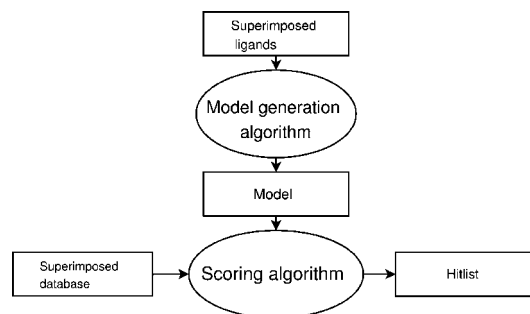 Superimposed
ligands
Model generation
algorithm
Model
Superimposed
database
Scoring algorithm
Hitlist